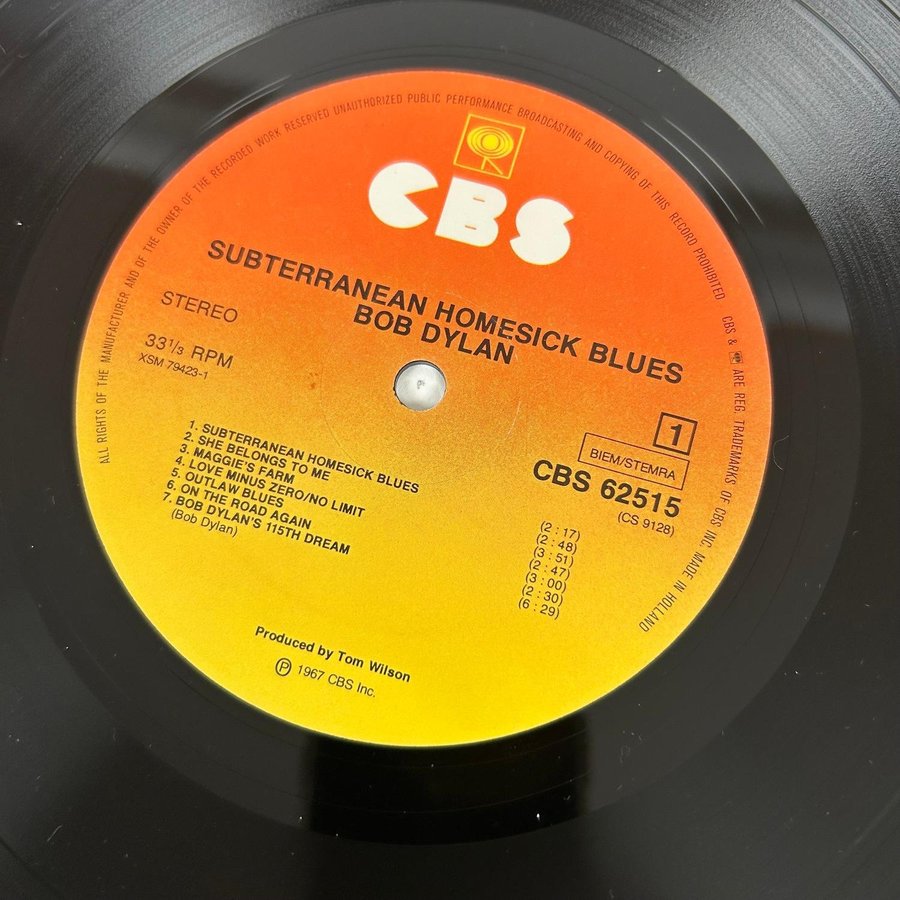 ALL RIGHTS OF THE MANUFACTURER AND OF THE OWNER OF THE RECORDED WORK RESERVED UNAUTHORIZED PUBLIC PERFORMANCE BROADCASTING AND COPYING OF THIS RECORD PROHIBITED CBS & ARE REG. TRADEMARKS OF CBS INC. MADE IN HOLLAND
CBS
SUBTERRANEAN HOMESICK BLUES
BOB DYLAN
STEREO
33 1/3 RPM
XSM 79423-1
1
BIEM/STEMRA
CBS 62515
(CS 9128)
1. SUBTERRANEAN HOMESICK BLUES (2:17)
2. SHE BELONGS TO ME (2:48)
3. MAGGIE'S FARM (3:51)
4. LOVE MINUS ZERO/NO LIMIT (2:47)
5. OUTLAW BLUES (3:00)
6. ON THE ROAD AGAIN (2:30)
7. BOB DYLAN'S 115TH DREAM (6:29)
(Bob Dylan)
Produced by Tom Wilson
℗ 1967 CBS Inc.